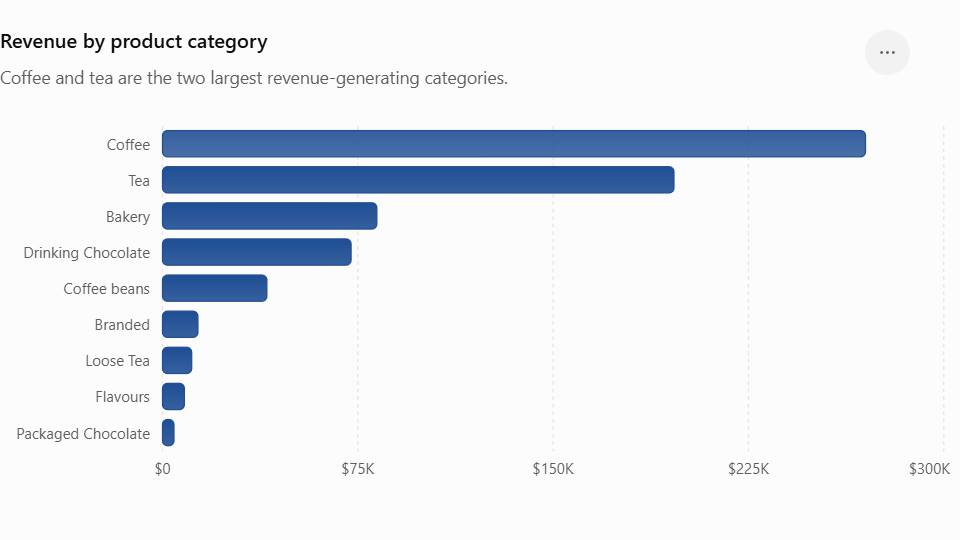 Revenue by product category
Coffee and tea are the two largest revenue-generating categories.
Coffee
Tea
Bakery
Drinking Chocolate
Coffee beans
Branded
Loose Tea
Flavours
Packaged Chocolate
$0 $75K $150K $225K $300K